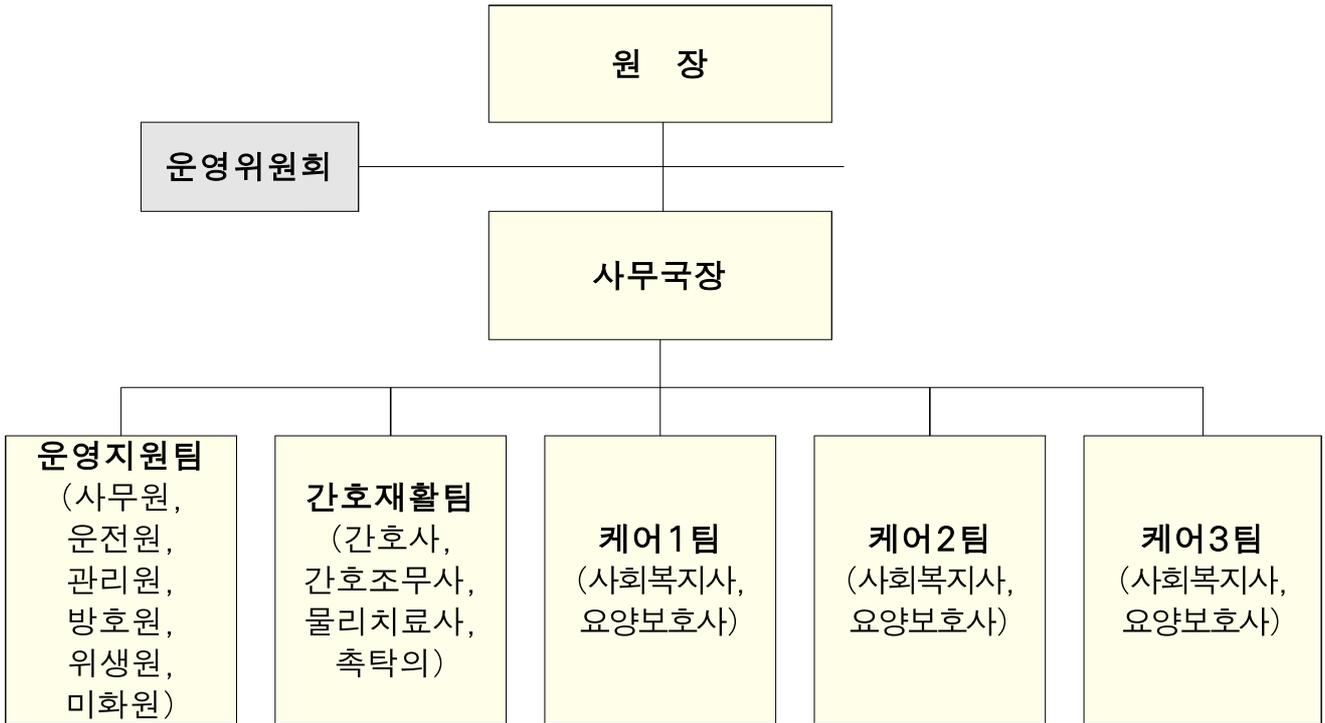 원 장
운영위원회
사무국장
운영지원팀
(사무원,
운전원,
관리원,
방호원,
위생원,
미화원)
간호재활팀
(간호사,
간호조무사,
물리치료사,
촉탁의)
케어1팀
(사회복지사,
요양보호사)
케어2팀
(사회복지사,
요양보호사)
케어3팀
(사회복지사,
요양보호사)